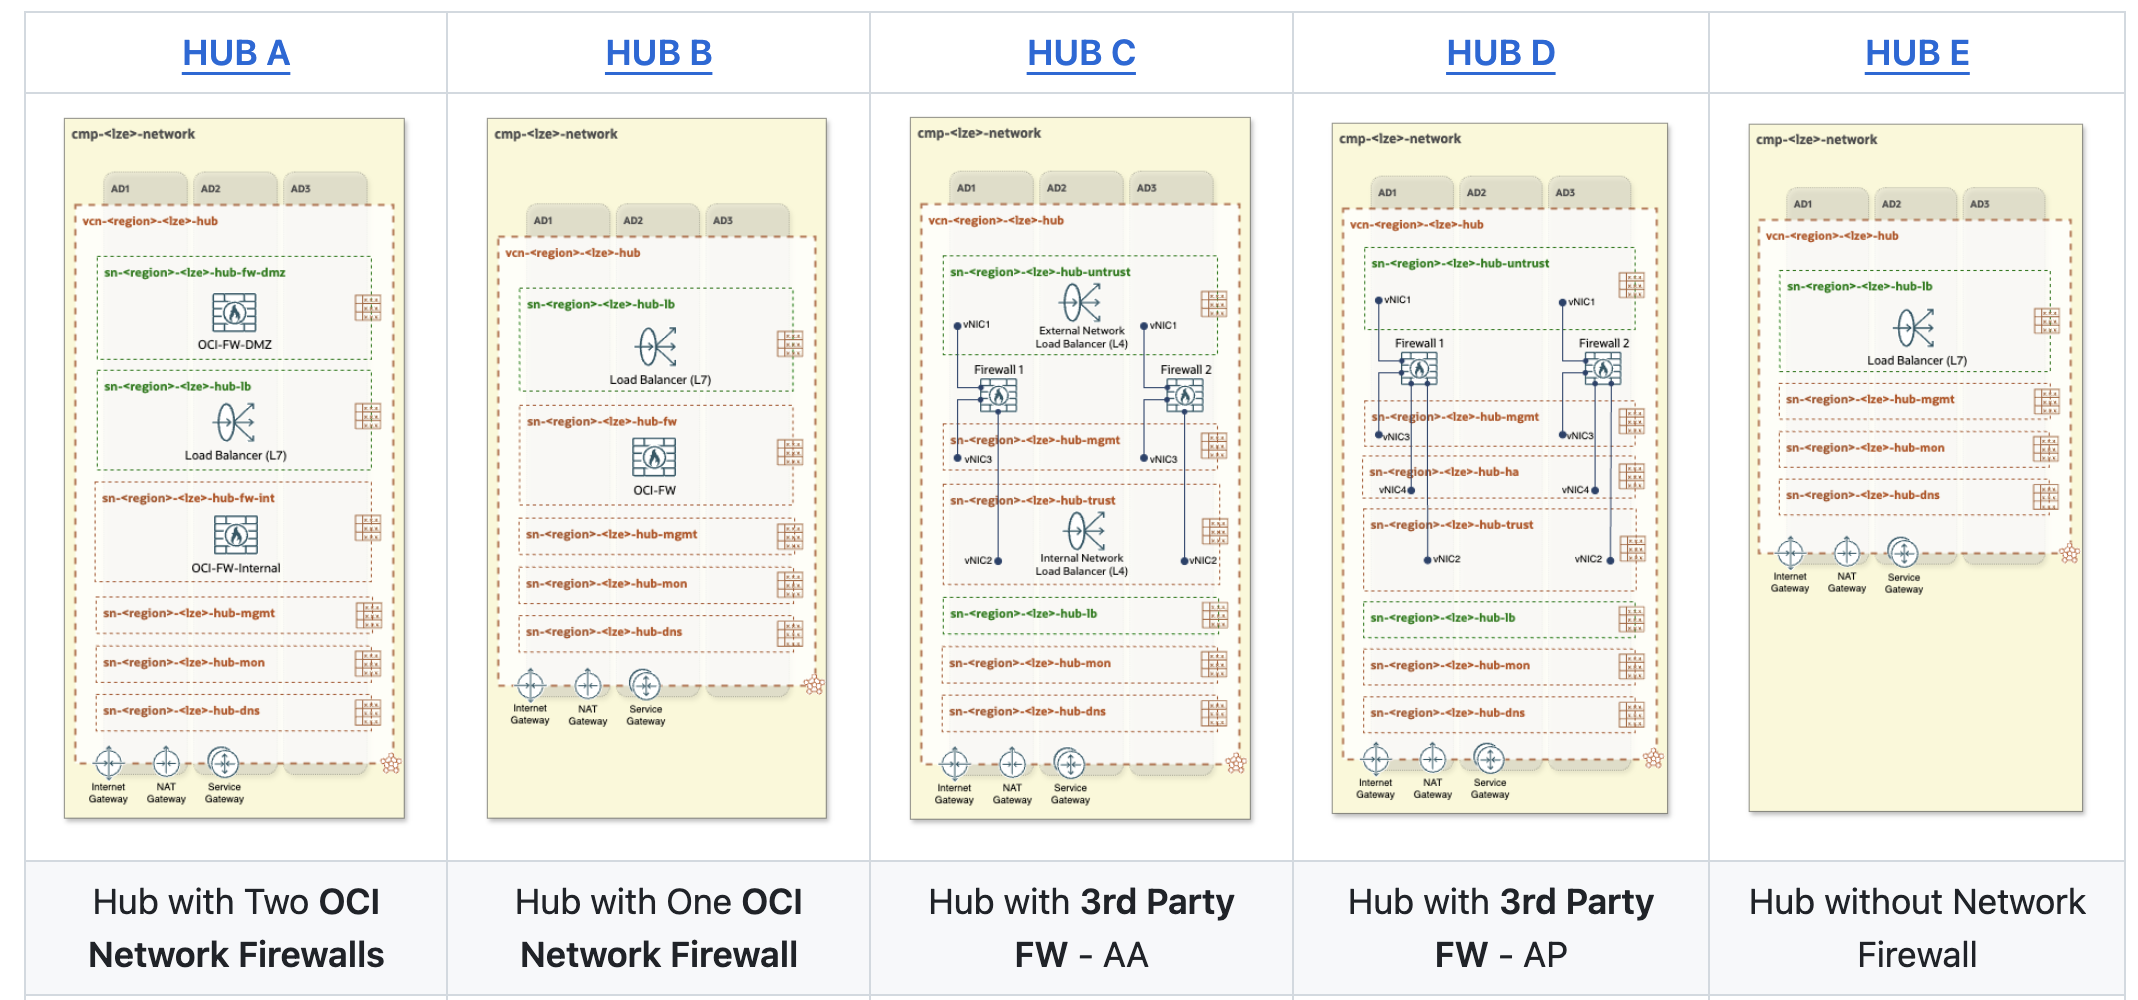 HUB A
HUB B
HUB C
HUB D
HUB E
cmp-<lze>-network
AD1
AD2
AD3
vcn-<region>-<lze>-hub
sn-<region>-<lze>-hub-fw-dmz
OCI-FW-DMZ
sn-<region>-<lze>-hub-lb
Load Balancer (L7)
sn-<region>-<lze>-hub-fw-int
OCI-FW-Internal
sn-<region>-<lze>-hub-mgmt
sn-<region>-<lze>-hub-mon
sn-<region>-<lze>-hub-dns
Internet
Gateway
NAT
Gateway
Service
Gateway
cmp-<lze>-network
AD1
AD2
AD3
vcn-<region>-<lze>-hub
sn-<region>-<lze>-hub-lb
Load Balancer (L7)
sn-<region>-<lze>-hub-fw
OCI-FW
sn-<region>-<lze>-hub-mgmt
sn-<region>-<lze>-hub-mon
sn-<region>-<lze>-hub-dns
Internet
Gateway
NAT
Gateway
Service
Gateway
cmp-<lze>-network
AD1
AD2
AD3
vcn-<region>-<lze>-hub
sn-<region>-<lze>-hub-untrust
vNIC1
External Network
Load Balancer (L4)
vNIC1
Firewall 1
Firewall 2
sn-<region>-<lze>-hub-mgmt
vNIC3
vNIC3
sn-<region>-<lze>-hub-trust
vNIC2
Internal Network
Load Balancer (L4)
vNIC2
sn-<region>-<lze>-hub-lb
sn-<region>-<lze>-hub-mon
sn-<region>-<lze>-hub-dns
Internet
Gateway
NAT
Gateway
Service
Gateway
cmp-<lze>-network
AD1
AD2
AD3
vcn-<region>-<lze>-hub
sn-<region>-<lze>-hub-untrust
vNIC1
vNIC1
Firewall 1
Firewall 2
sn-<region>-<lze>-hub-mgmt
vNIC3
vNIC3
sn-<region>-<lze>-hub-ha
vNIC4
vNIC4
sn-<region>-<lze>-hub-trust
vNIC2
vNIC2
sn-<region>-<lze>-hub-lb
sn-<region>-<lze>-hub-mon
sn-<region>-<lze>-hub-dns
Internet
Gateway
NAT
Gateway
Service
Gateway
cmp-<lze>-network
AD1
AD2
AD3
vcn-<region>-<lze>-hub
sn-<region>-<lze>-hub-lb
Load Balancer (L7)
sn-<region>-<lze>-hub-mgmt
sn-<region>-<lze>-hub-mon
sn-<region>-<lze>-hub-dns
Internet
Gateway
NAT
Gateway
Service
Gateway
Hub with Two OCI
Network Firewalls
Hub with One OCI
Network Firewall
Hub with 3rd Party
FW - AA
Hub with 3rd Party
FW - AP
Hub without Network
Firewall